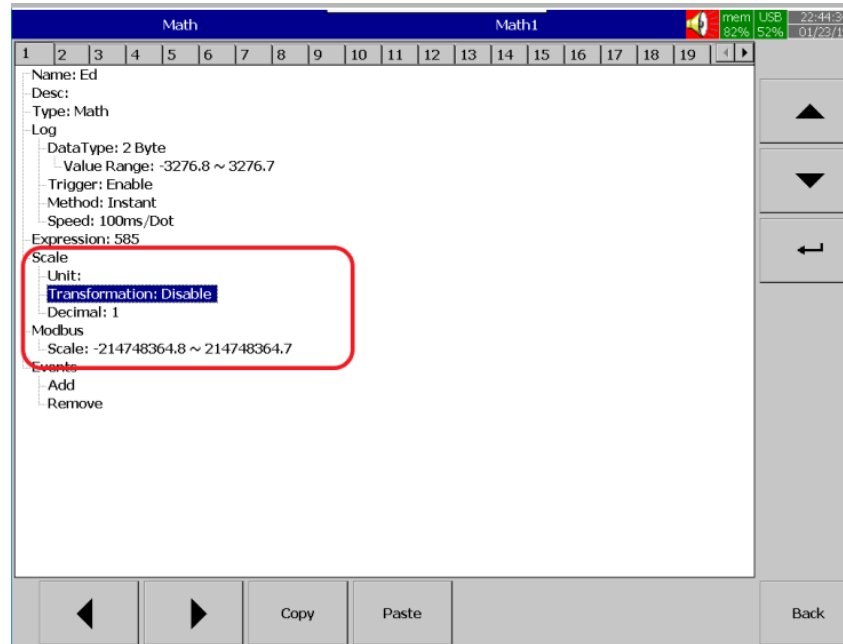 Math Math1 mem 82% USB 52% 22:44:3
01/23/1
1 2 3 4 5 6 7 8 9 10 11 12 13 14 15 16 17 18 19
Name: Ed
Desc:
Type: Math
Log
DataType: 2 Byte
Value Range: -3276.8 ~ 3276.7
Trigger: Enable
Method: Instant
Speed: 100ms/Dot
Expression: 585
Scale
Unit:
Transformation: Disable
Decimal: 1
Modbus
Scale: -214748364.8 ~ 214748364.7
Events
Add
Remove
Copy Paste Back